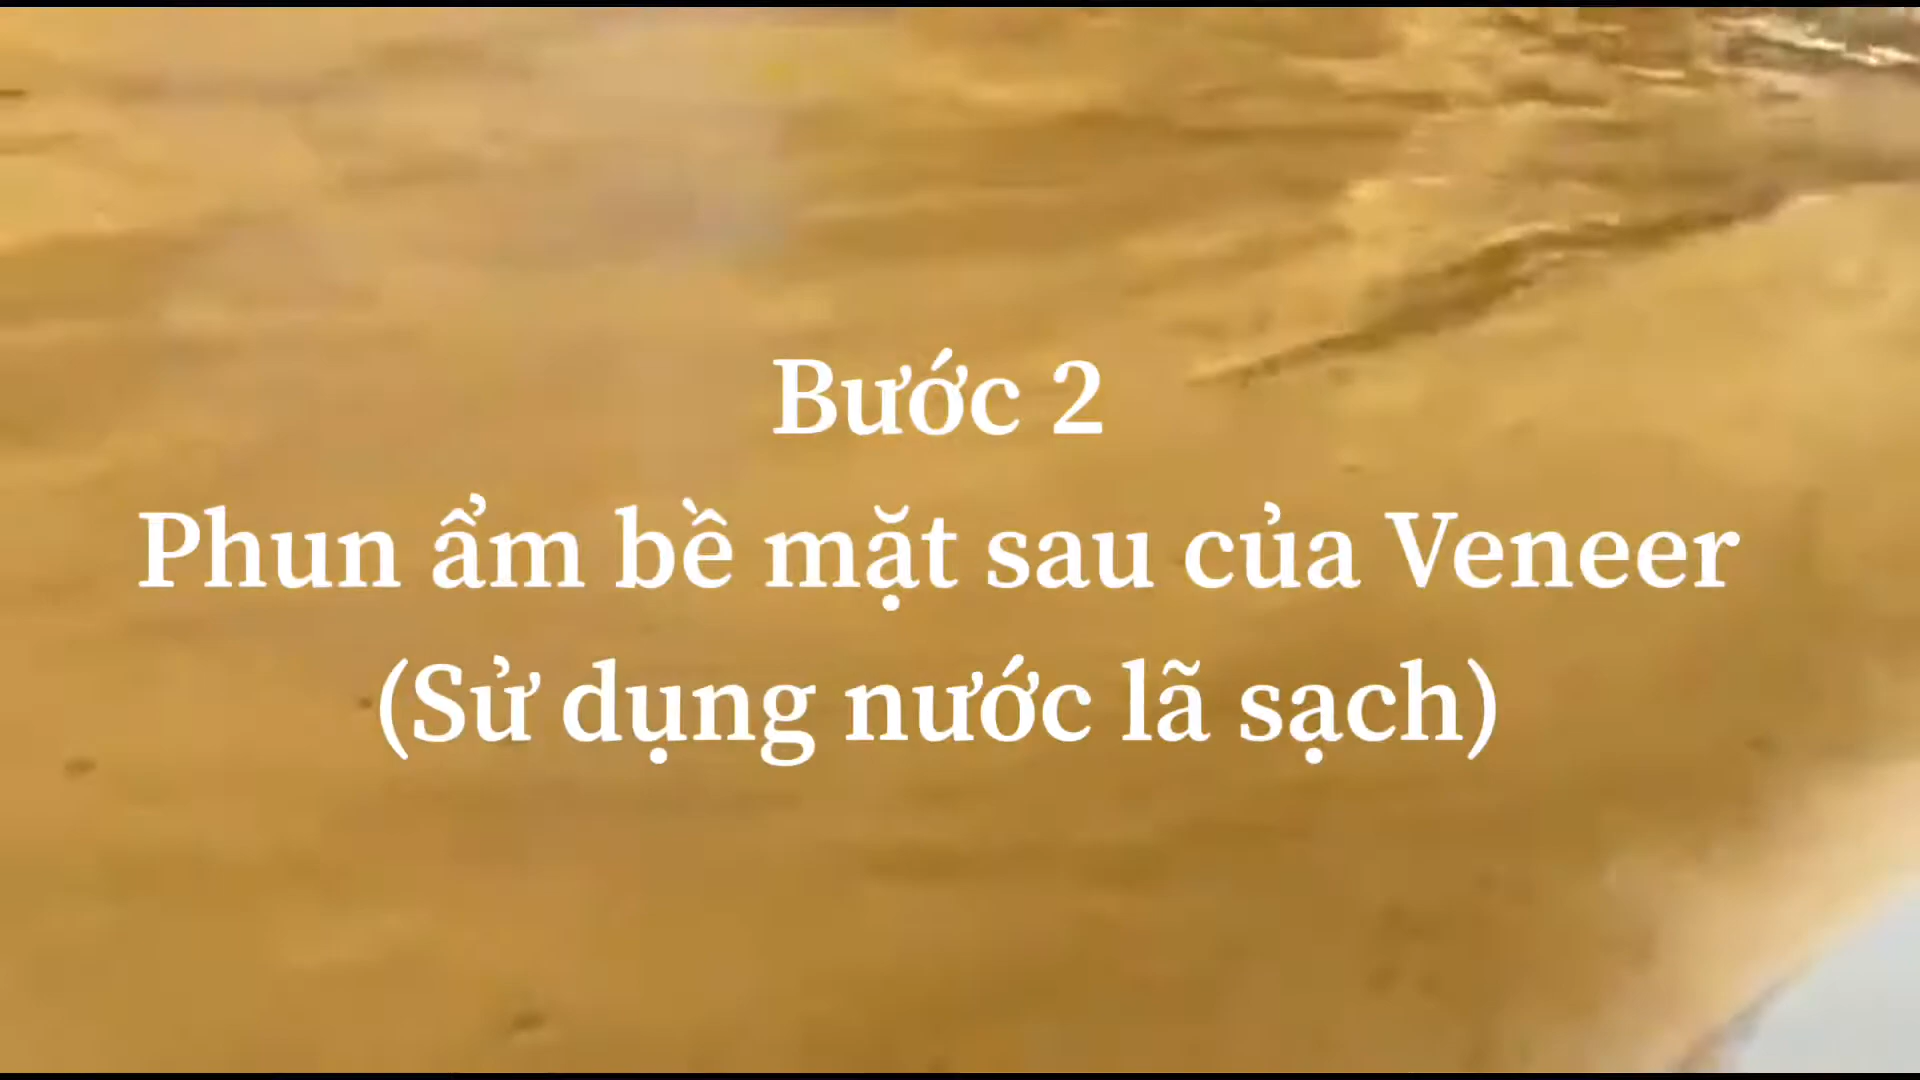 Bước 2
Phun ẩm bề mặt sau của Veneer
(Sử dụng nước lã sạch)